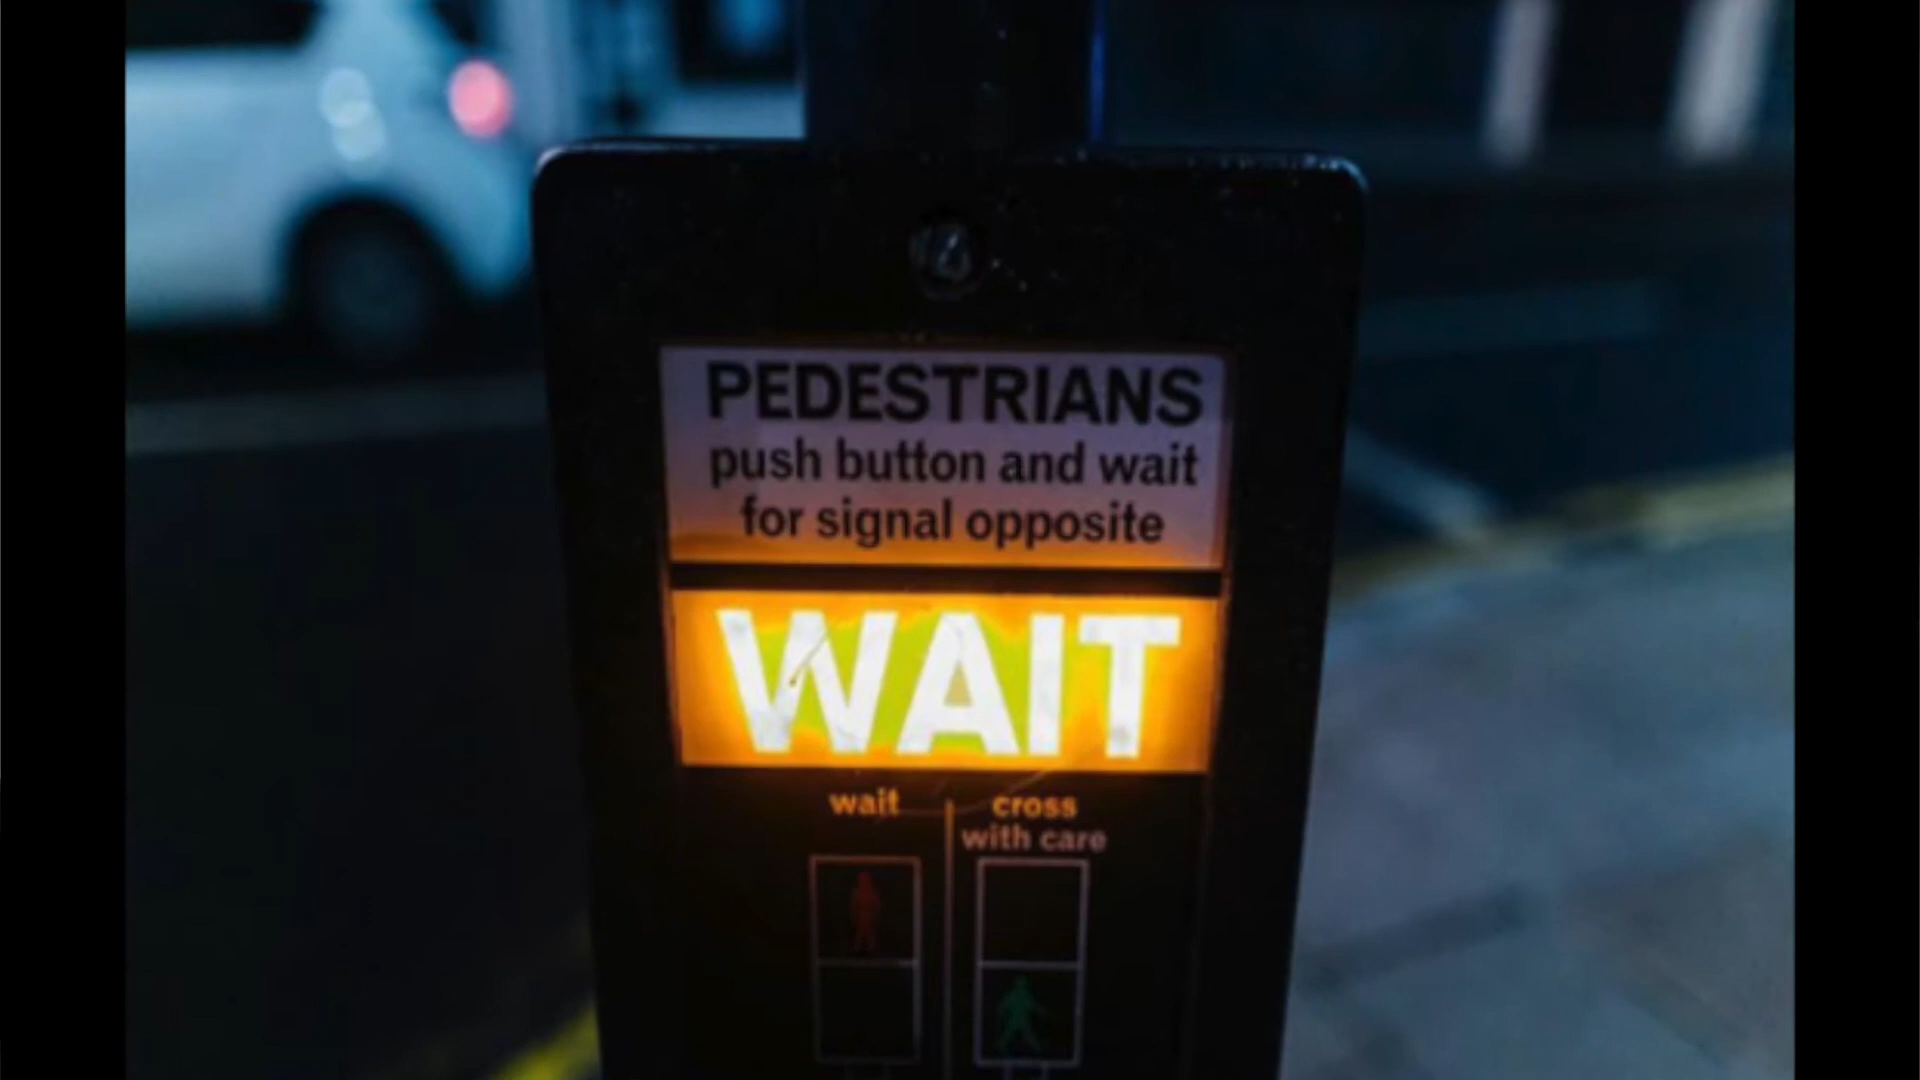 PEDESTRIANS
push button and wait
for signal opposite
WAIT
wait
cross
with care